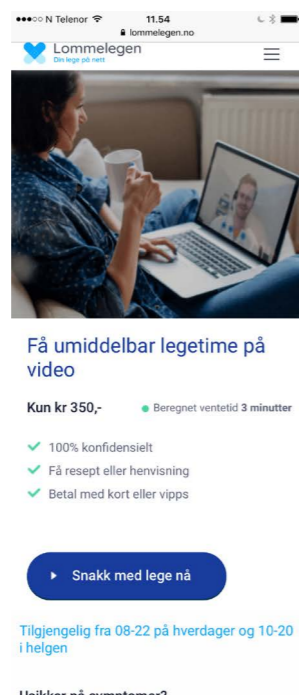 N Telenor 11.54
lommelegen.no
Lommelegen
Din lege på nett
Få umiddelbar legetime på
video
Kun kr 350,- Beregnet ventetid 3 minutter
100% konfidensielt
Få resept eller henvisning
Betal med kort eller vipps
Snakk med lege nå
Tilgjengelig fra 08-22 på hverdager og 10-20
i helgen